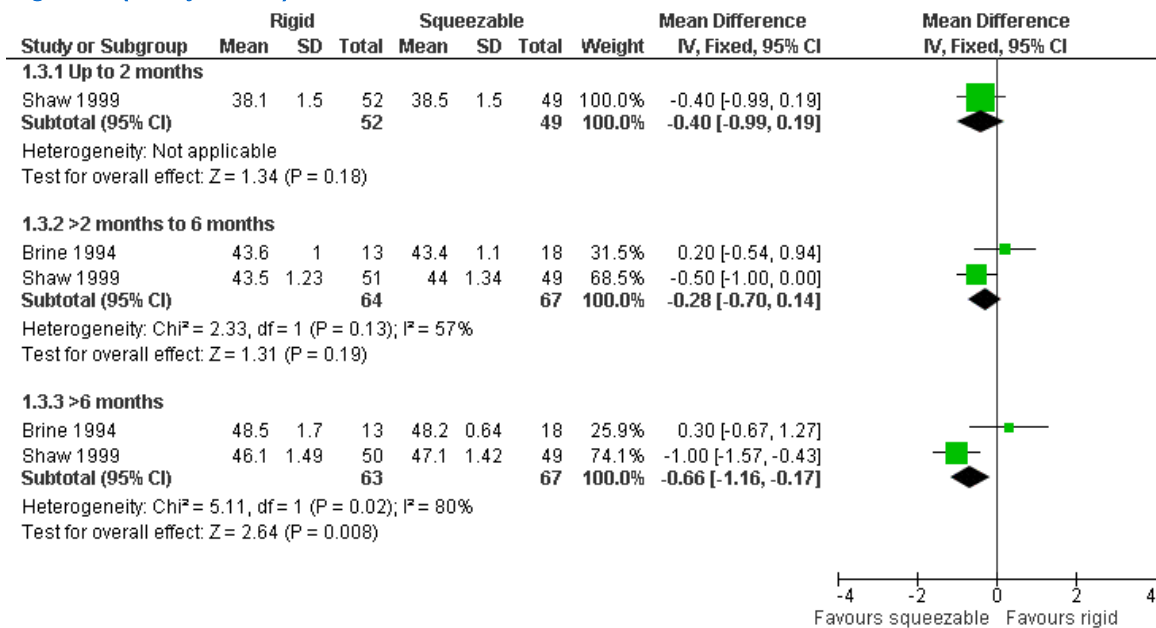 Rigid Squeezable Mean Difference Mean Difference
Study or Subgroup Mean SD Total Mean SD Total Weight IV, Fixed, 95% CI IV, Fixed, 95% CI
1.3.1 Up to 2 months
Shaw 1999 38.1 1.5 52 38.5 1.5 49 100.0% -0.40 [-0.99, 0.19]
Subtotal (95% CI) 52 49 100.0% -0.40 [-0.99, 0.19]
Heterogeneity: Not applicable
Test for overall effect: Z = 1.34 (P = 0.18)
1.3.2 >2 months to 6 months
Brine 1994 43.6 1 13 43.4 1.1 18 31.5% 0.20 [-0.54, 0.94]
Shaw 1999 43.5 1.23 51 44 1.34 49 68.5% -0.50 [-1.00, 0.00]
Subtotal (95% CI) 64 67 100.0% -0.28 [-0.70, 0.14]
Heterogeneity: Chi² = 2.33, df = 1 (P = 0.13); I² = 57%
Test for overall effect: Z = 1.31 (P = 0.19)
1.3.3 >6 months
Brine 1994 48.5 1.7 13 48.2 0.64 18 25.9% 0.30 [-0.67, 1.27]
Shaw 1999 46.1 1.49 50 47.1 1.42 49 74.1% -1.00 [-1.57, -0.43]
Subtotal (95% CI) 63 67 100.0% -0.66 [-1.16, -0.17]
Heterogeneity: Chi² = 5.11, df = 1 (P = 0.02); I² = 80%
Test for overall effect: Z = 2.64 (P = 0.008)
-4 -2 0 2 4
Favours squeezable Favours rigid